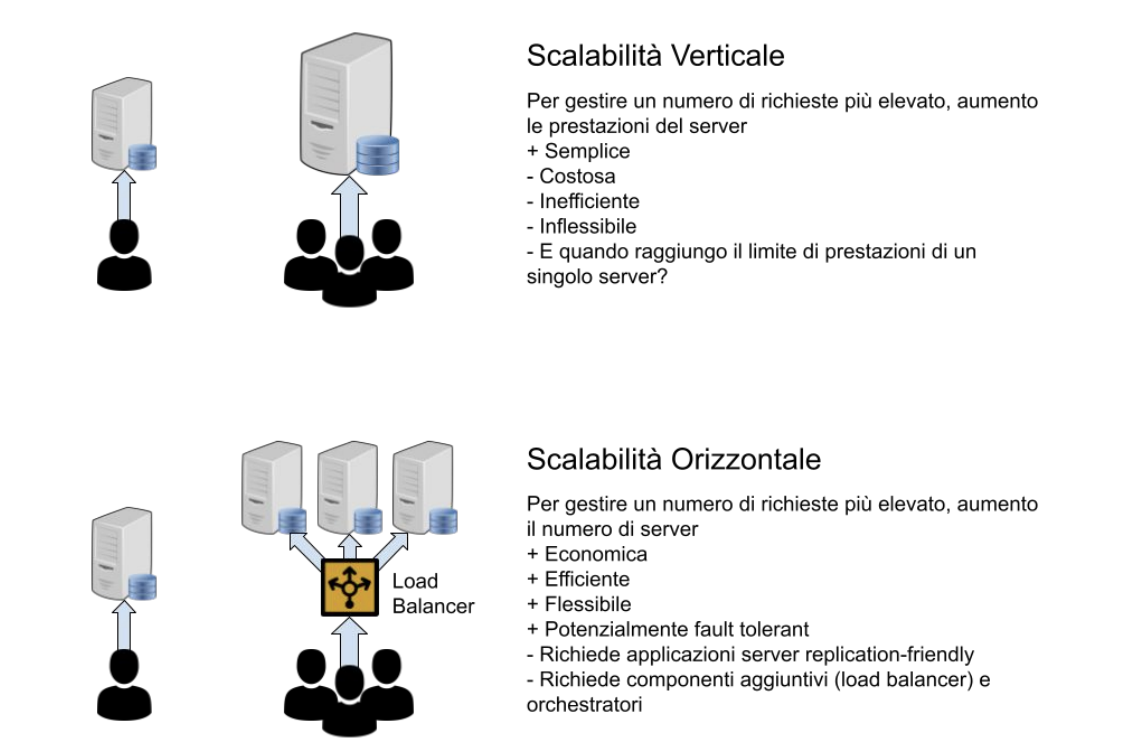 Scalabilità Verticale
Per gestire un numero di richieste più elevato, aumento
le prestazioni del server
+ Semplice
- Costosa
- Inefficiente
- Inflessibile
- E quando raggiungo il limite di prestazioni di un
singolo server?
Scalabilità Orizzontale
Per gestire un numero di richieste più elevato, aumento
il numero di server
+ Economica
+ Efficiente
+ Flessibile
+ Potenzialmente fault tolerant
- Richiede applicazioni server replication-friendly
- Richiede componenti aggiuntivi (load balancer) e
orchestratori
Load
Balancer